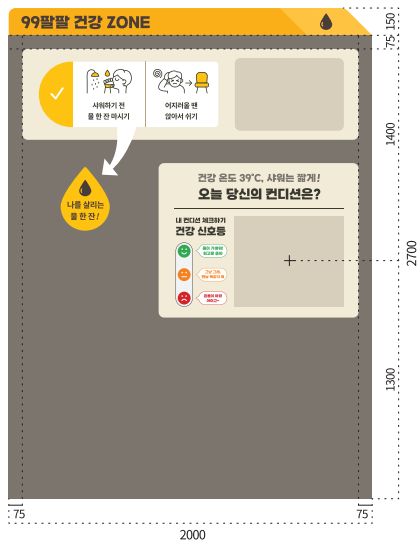 99팔팔 건강 ZONE
150
75
샤워하기 전
물 한 잔 마시기
어지러울 땐
앉아서 쉬기
1400
나를 살리는
물 한 잔!
건강 온도 39℃, 샤워는 짧게!
오늘 당신의 컨디션은?
내 컨디션 체크하기
건강 신호등
2700
1300
75
75
2000